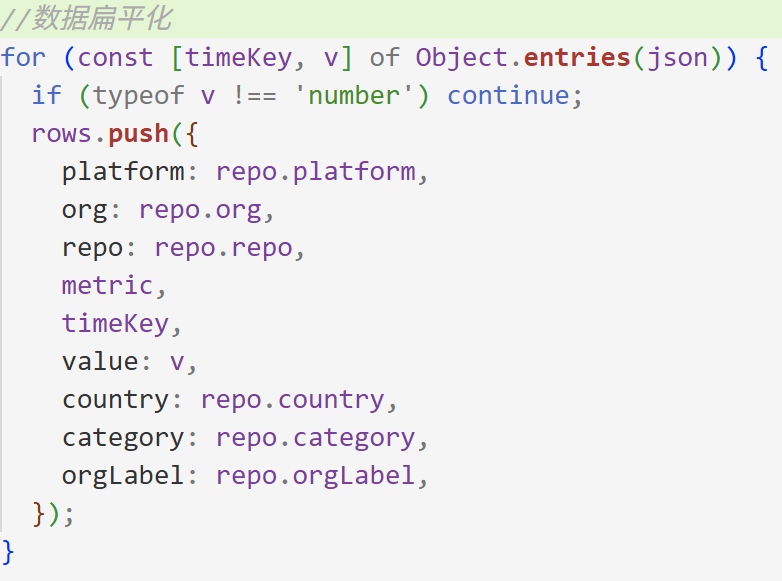 //数据扁平化
for (const [timeKey, v] of Object.entries(json)) {
  if (typeof v !== 'number') continue;
  rows.push({
    platform: repo.platform,
    org: repo.org,
    repo: repo.repo,
    metric,
    timeKey,
    value: v,
    country: repo.country,
    category: repo.category,
    orgLabel: repo.orgLabel,
  });
}